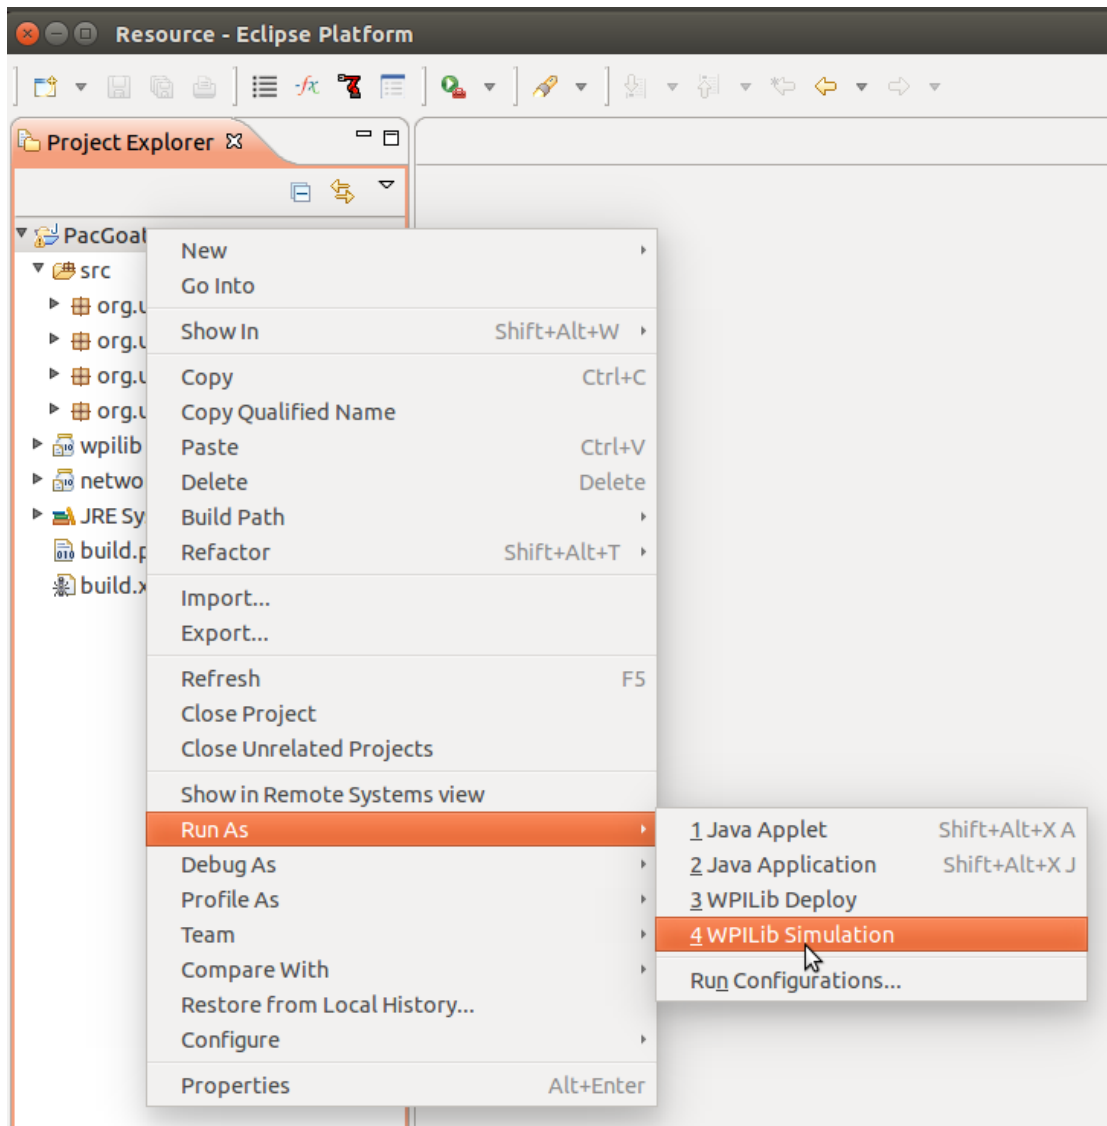 Resource - Eclipse Platform
Project Explorer
PacGoat
src
org.u
org.u
org.u
org.u
wpilib
netwo
JRE Sy
build.p
build.x
New
Go Into
Show In Shift+Alt+W
Copy Ctrl+C
Copy Qualified Name
Paste Ctrl+V
Delete Delete
Build Path
Refactor Shift+Alt+T
Import...
Export...
Refresh F5
Close Project
Close Unrelated Projects
Show in Remote Systems view
Run As
Debug As
Profile As
Team
Compare With
Restore from Local History...
Configure
Properties Alt+Enter
1 Java Applet Shift+Alt+X A
2 Java Application Shift+Alt+X J
3 WPILib Deploy
4 WPILib Simulation
Run Configurations...